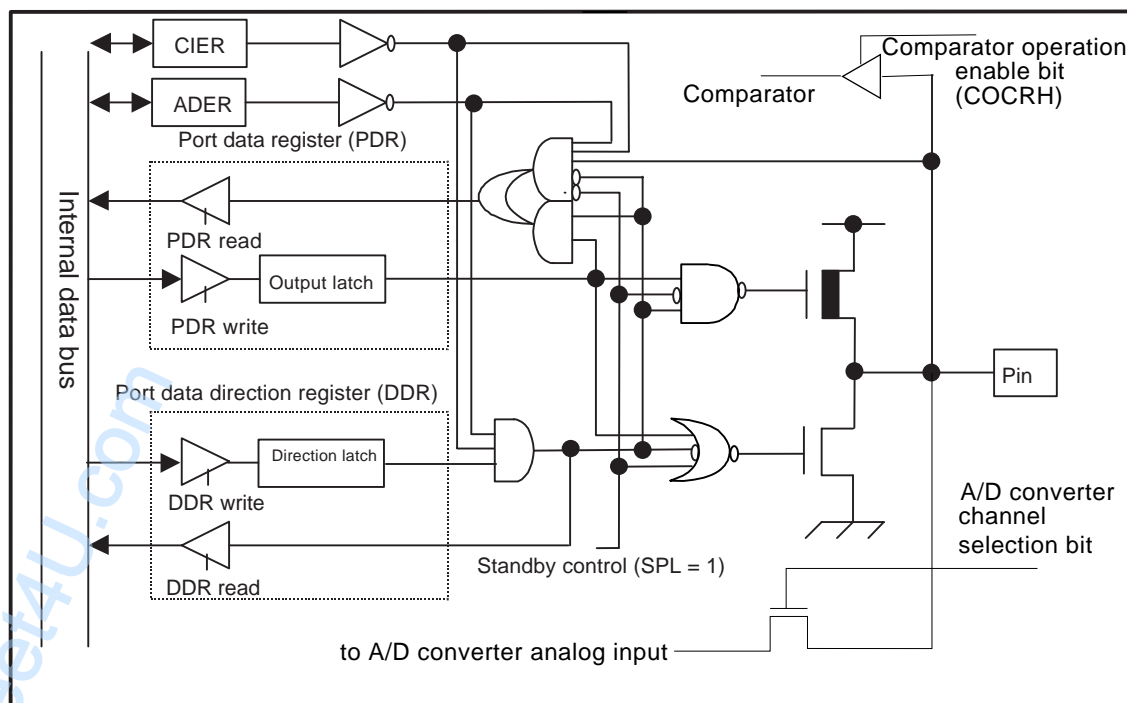 CIER
Comparator operation
enable bit
(COCRH)
Comparator
ADER
Port data register (PDR)
Internal data bus
PDR read
Output latch
PDR write
Pin
Port data direction register (DDR)
Direction latch
DDR write
A/D converter
channel
selection bit
Standby control (SPL = 1)
DDR read
to A/D converter analog input
et4U.com